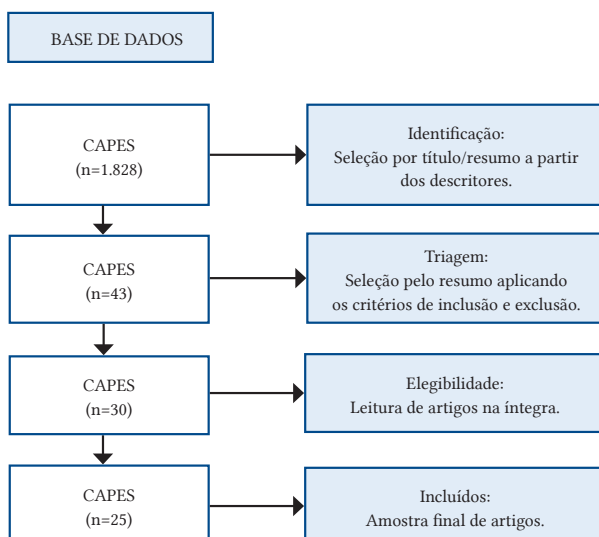 BASE DE DADOS
CAPES
(n=1.828)
Identificação:
Seleção por título/resumo a partir
dos descritores.
CAPES
(n=43)
Triagem:
Seleção pelo resumo aplicando
os critérios de inclusão e exclusão.
CAPES
(n=30)
Elegibilidade:
Leitura de artigos na íntegra.
CAPES
(n=25)
Incluídos:
Amostra final de artigos.